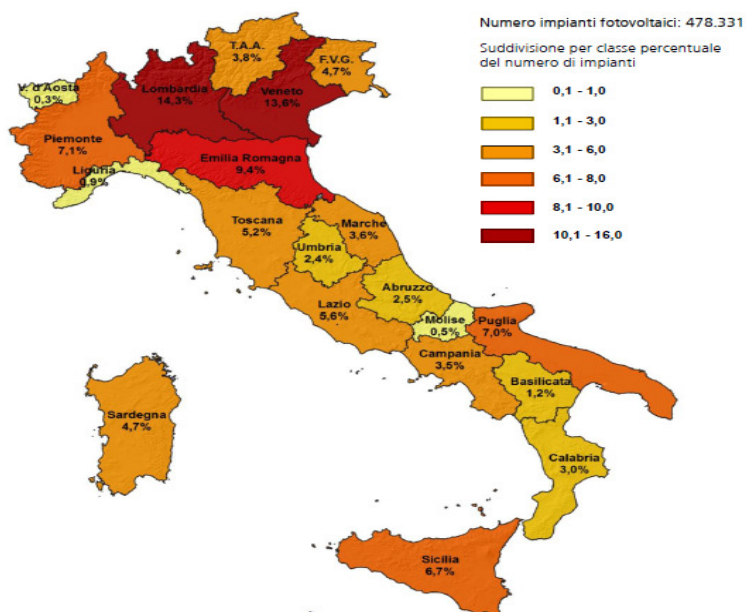 Numero impianti fotovoltaici: 478.331
Suddivisione per classe percentuale
del numero di impianti
0,1 - 1,0
1,1 - 3,0
3,1 - 6,0
6,1 - 8,0
8,1 - 10,0
10,1 - 16,0
T.A.A.
3,8%
F.V.G.
4,7%
V. d'Aosta
0,3%
Lombardia
14,3%
Veneto
13,6%
Piemonte
7,1%
Emilia Romagna
9,4%
Liguria
0,9%
Toscana
5,2%
Marche
3,6%
Umbria
2,4%
Abruzzo
2,5%
Lazio
5,6%
Molise
0,5%
Puglia
7,0%
Campania
3,5%
Basilicata
1,2%
Sardegna
4,7%
Calabria
3,0%
Sicilia
6,7%